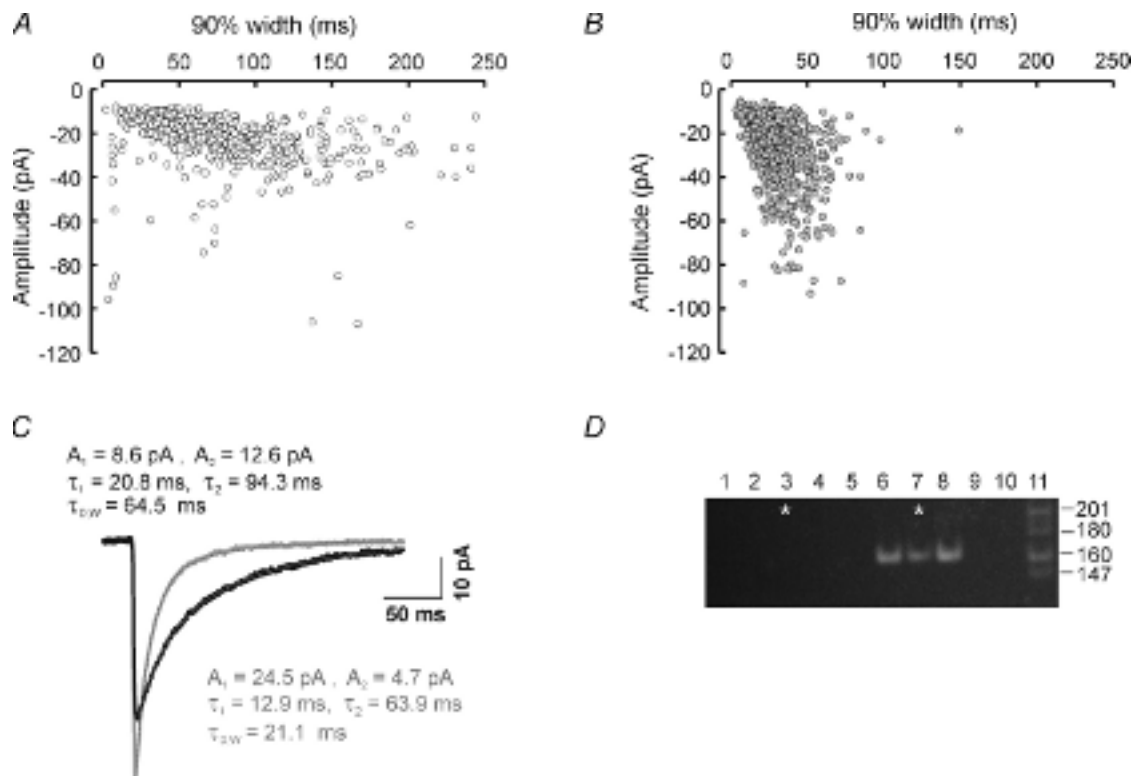 A
90% width (ms)
0 50 100 150 200 250
Amplitude (pA)
0
-20
-40
-60
-80
-100
-120
B
90% width (ms)
0 50 100 150 200 250
Amplitude (pA)
0
-20
-40
-60
-80
-100
-120
C
A₁ = 8.6 pA , A₂ = 12.6 pA
τ₁ = 20.8 ms, τ₂ = 94.3 ms
= 64.5 ms
10 pA
50 ms
A₁ = 24.5 pA , A₂ = 4.7 pA
τ₁ = 12.9 ms, τ₂ = 63.9 ms
= 21.1 ms
D
1 2 3 4 5 6 7 8 9 10 11
* *
201
180
160
147